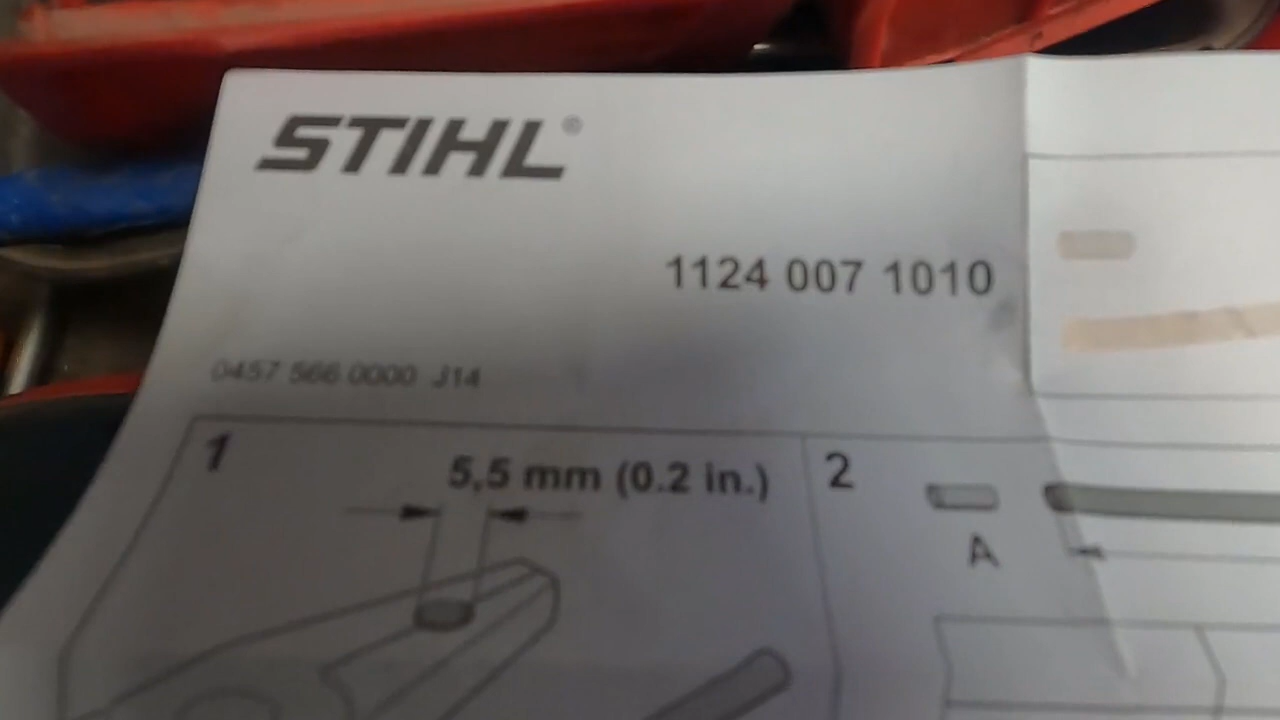 STIHL®
1124 007 1010
0457 566 0000 J14
1
5,5 mm (0.2 in.)
2
A